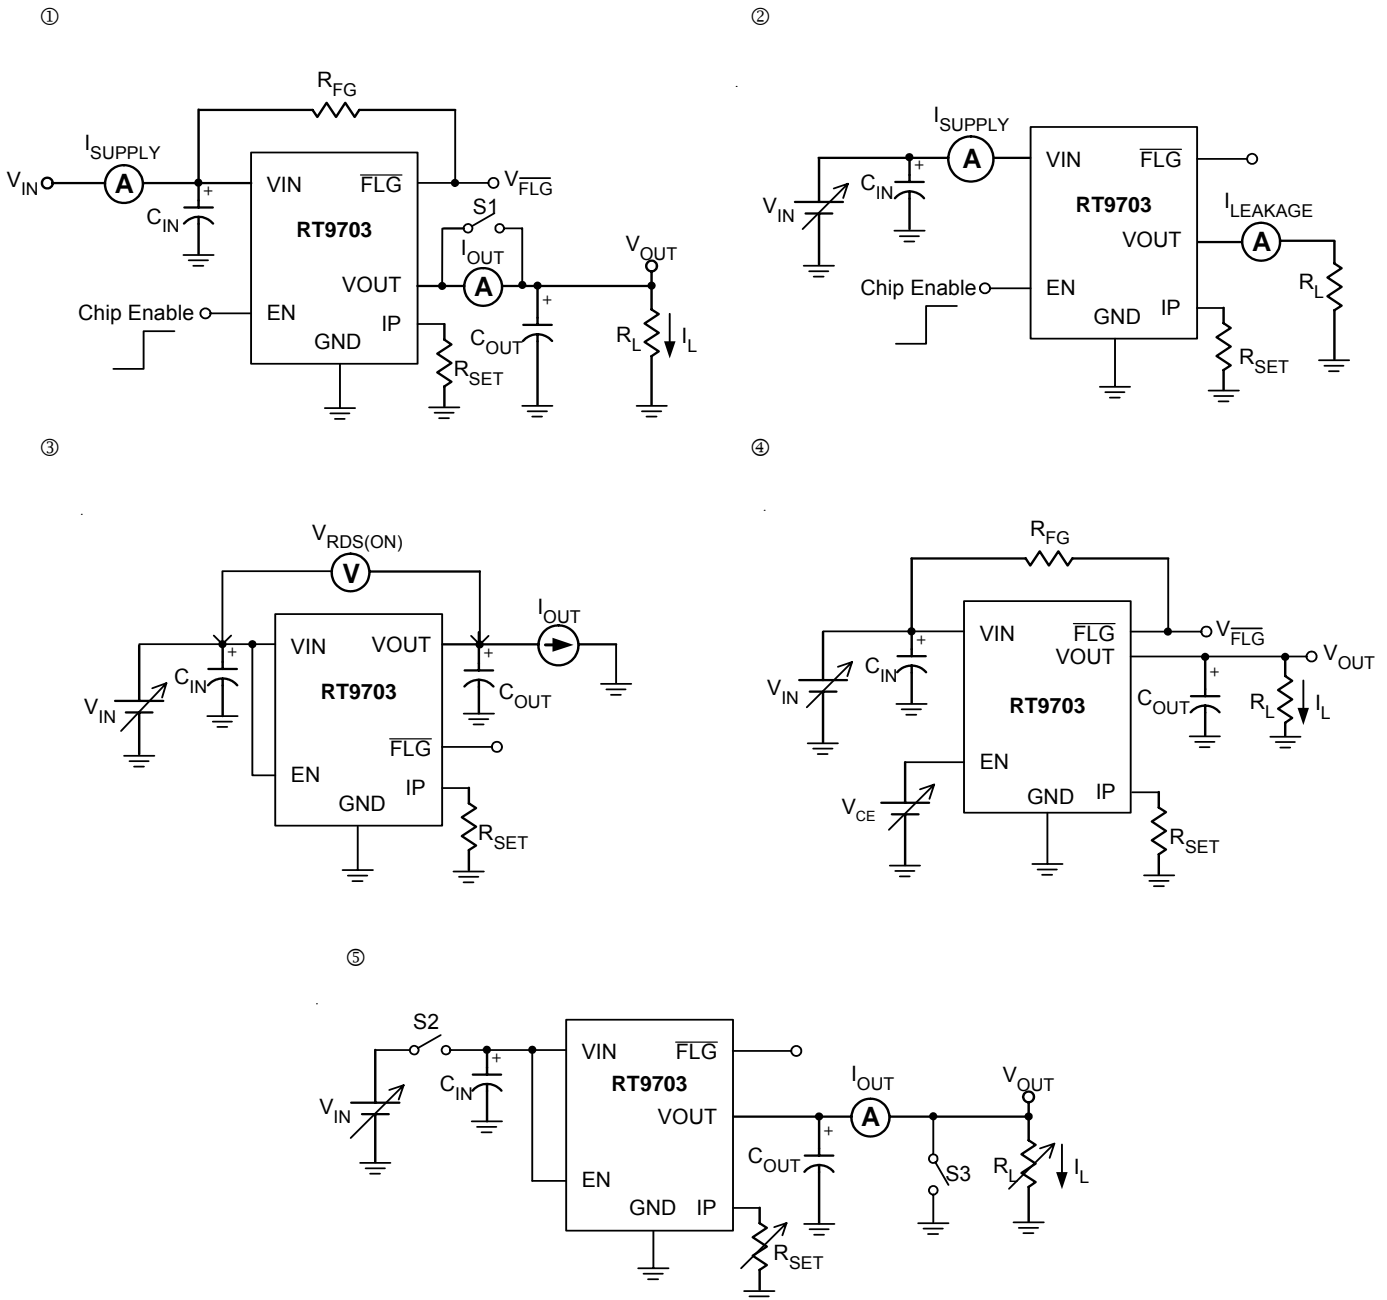 ① ②
R_FG
I_SUPPLY
V_IN A
VIN
FLG
V_FLG
C_IN
+
RT9703
S1
I_OUT
V_OUT
VOUT
A
+
Chip Enable
EN
IP
C_OUT
R_L
I_L
GND
R_SET
I_SUPPLY
A
VIN
FLG
+
C_IN
V_IN
RT9703
I_LEAKAGE
VOUT
A
R_L
Chip Enable
EN
IP
GND
R_SET
③ ④
V_RDS(ON)
V
I_OUT
VIN
VOUT
+
+
C_IN
RT9703
C_OUT
V_IN
FLG
EN
IP
GND
R_SET
R_FG
VIN
FLG
V_FLG
VOUT
V_OUT
+
+
C_IN
V_IN
RT9703
C_OUT
R_L
I_L
EN
V_CE
GND
IP
R_SET
⑤
S2
VIN
FLG
+
C_IN
RT9703
I_OUT
V_OUT
V_IN
VOUT
A
+
C_OUT
S3
R_L
I_L
EN
GND
IP
R_SET